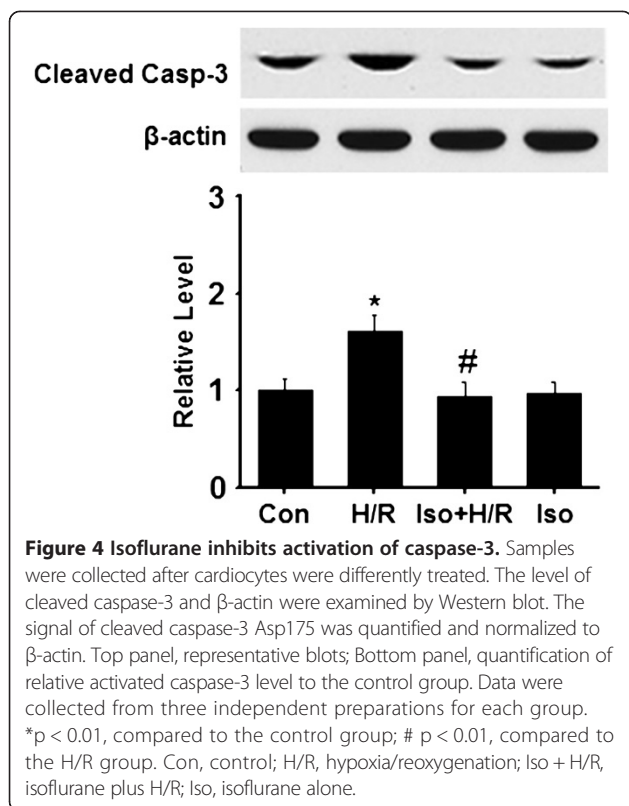 Cleaved Casp-3
β-actin
3
2
1
0
Relative Level
*
#
Con H/R Iso+H/R Iso
Figure 4 Isoflurane inhibits activation of caspase-3. Samples
were collected after cardiocytes were differently treated. The level of
cleaved caspase-3 and β-actin were examined by Western blot. The
signal of cleaved caspase-3 Asp175 was quantified and normalized to
β-actin. Top panel, representative blots; Bottom panel, quantification of
relative activated caspase-3 level to the control group. Data were
collected from three independent preparations for each group.
*p < 0.01, compared to the control group; # p < 0.01, compared to
the H/R group. Con, control; H/R, hypoxia/reoxygenation; Iso + H/R,
isoflurane plus H/R; Iso, isoflurane alone.